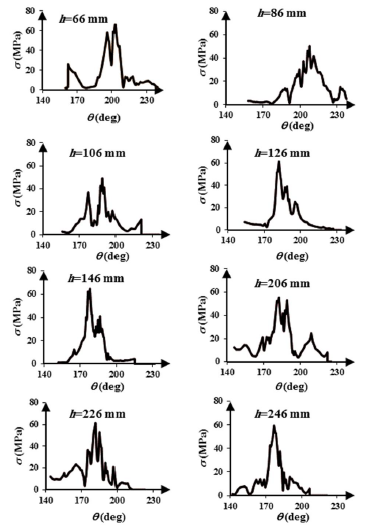 h=66 mm
σ(MPa)
80
60
40
20
0
140 170 200 230
θ(deg)
h=86 mm
σ(MPa)
80
60
40
20
0
140 170 200 230
θ(deg)
h=106 mm
σ(MPa)
80
60
40
20
0
140 170 200 230
θ(deg)
h=126 mm
σ(MPa)
80
60
40
20
0
140 170 200 230
θ(deg)
h=146 mm
σ(MPa)
80
60
40
20
0
140 170 200 230
θ(deg)
h=206 mm
σ(MPa)
80
60
40
20
0
140 170 200 230
θ(deg)
h=226 mm
σ(MPa)
80
60
40
20
0
140 170 200 230
θ(deg)
h=246 mm
σ(MPa)
80
60
40
20
0
140 170 200 230
θ(deg)